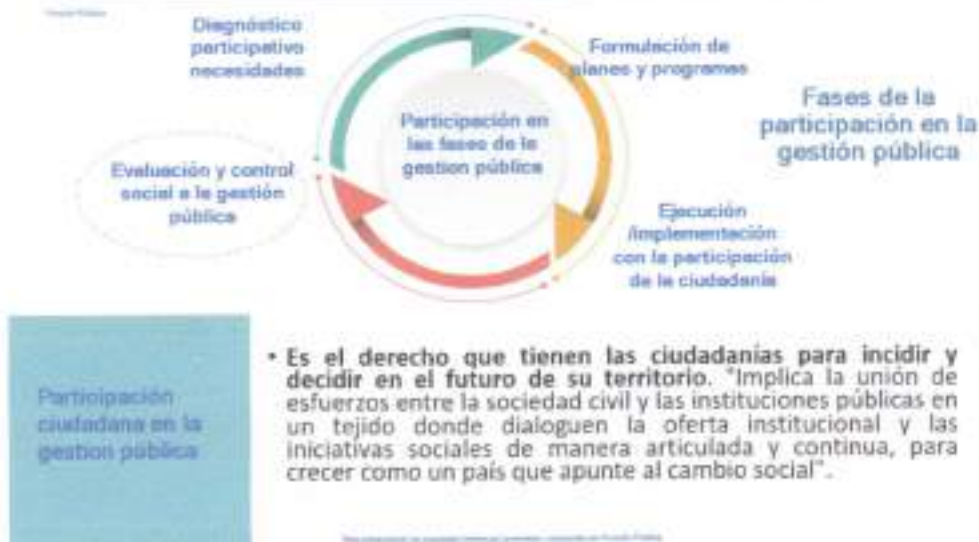 Función Pública
Diagnóstico
participativo
necesidades
Formulación de
planes y programas
Fases de la
participación en la
gestión pública
Participación en
las fases de la
gestion pública
Evaluación y control
social a la gestión
pública
Ejecución
/implementación
con la participación
de la ciudadanía
Participación
ciudadana en la
gestion pública
• Es el derecho que tienen las ciudadanías para incidir y
decidir en el futuro de su territorio. "Implica la unión de
esfuerzos entre la sociedad civil y las instituciones públicas en
un tejido donde dialoguen la oferta institucional y las
iniciativas sociales de manera articulada y continua, para
crecer como un país que apunte al cambio social".